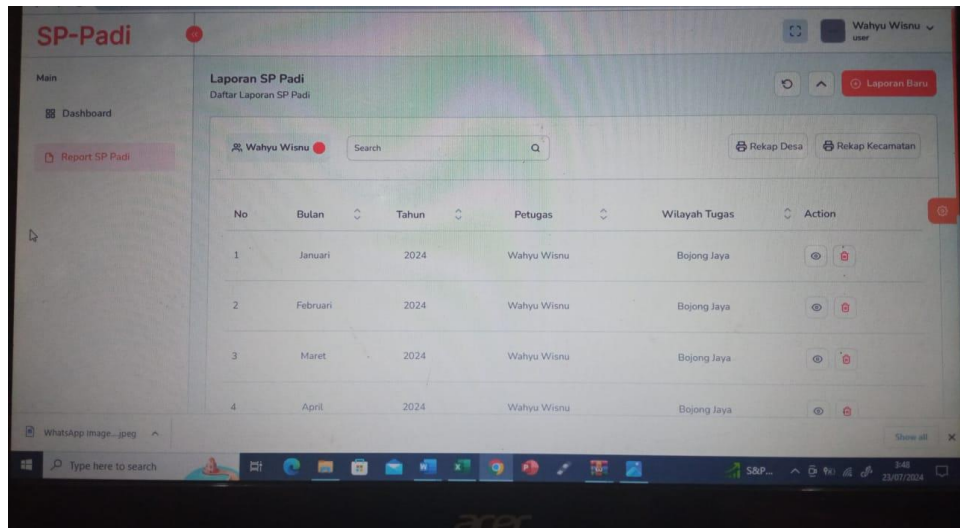 SP-Padi
Wahyu Wisnu
user
Main
Dashboard
Report SP Padi
Laporan SP Padi
Daftar Laporan SP Padi
Laporan Baru
Wahyu Wisnu
Search
Rekap Desa
Rekap Kecamatan
No Bulan Tahun Petugas Wilayah Tugas Action
1 Januari 2024 Wahyu Wisnu Bojong Jaya
2 Februari 2024 Wahyu Wisnu Bojong Jaya
3 Maret 2024 Wahyu Wisnu Bojong Jaya
4 April 2024 Wahyu Wisnu Bojong Jaya
WhatsApp Image....jpeg
Show all
Type here to search
S&P...
3:48
23/07/2024
acer